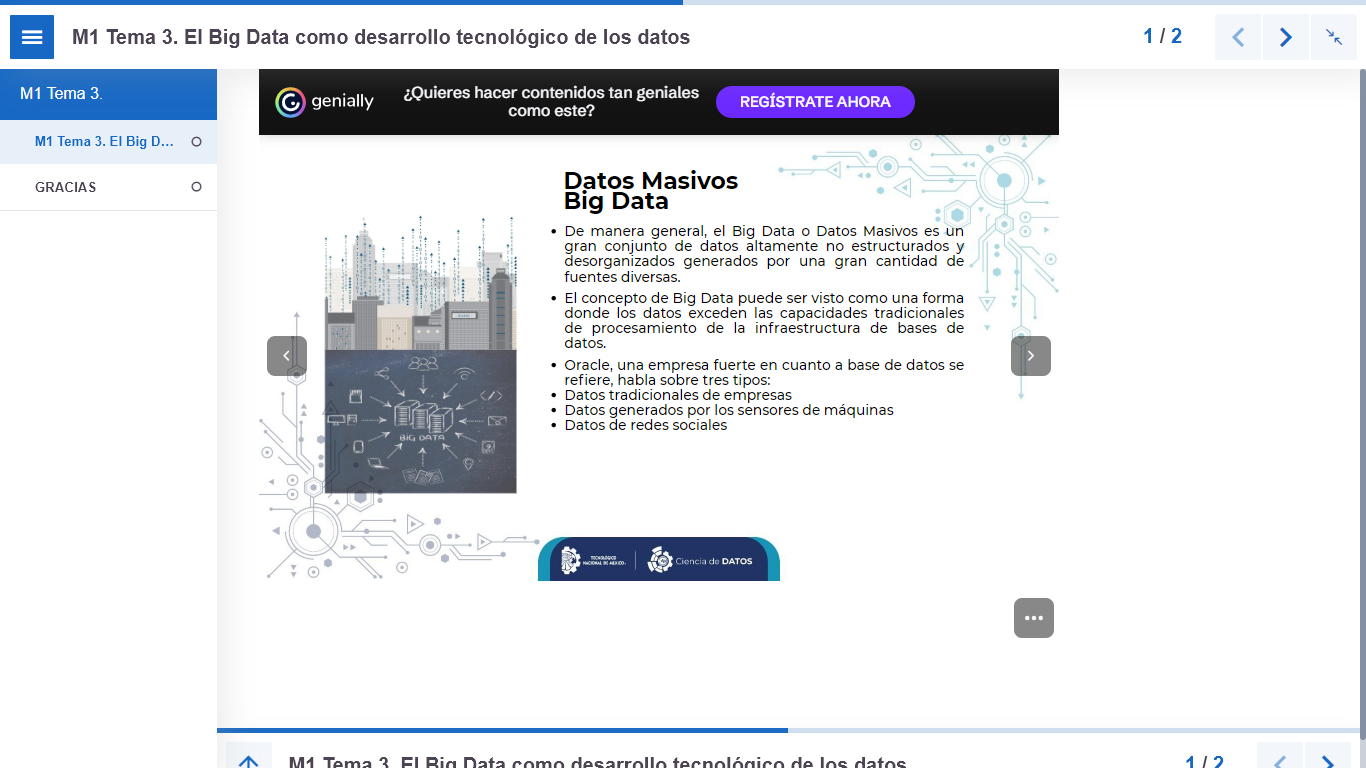 M1 Tema 3. El Big Data como desarrollo tecnológico de los datos
1 / 2
M1 Tema 3.
M1 Tema 3. El Big D...
GRACIAS
genially
¿Quieres hacer contenidos tan geniales
como este?
REGÍSTRATE AHORA
Datos Masivos
Big Data
• De manera general, el Big Data o Datos Masivos es un
gran conjunto de datos altamente no estructurados y
desorganizados generados por una gran cantidad de
fuentes diversas.
• El concepto de Big Data puede ser visto como una forma
donde los datos exceden las capacidades tradicionales
de procesamiento de la infraestructura de bases de
datos.
• Oracle, una empresa fuerte en cuanto a base de datos se
refiere, habla sobre tres tipos:
• Datos tradicionales de empresas
• Datos generados por los sensores de máquinas
• Datos de redes sociales
BIG DATA
TECNOLÓGICO
NACIONAL DE MÉXICO
Ciencia de DATOS
M1 Tema 3. El Big Data como desarrollo tecnológico de los datos
1 / 2